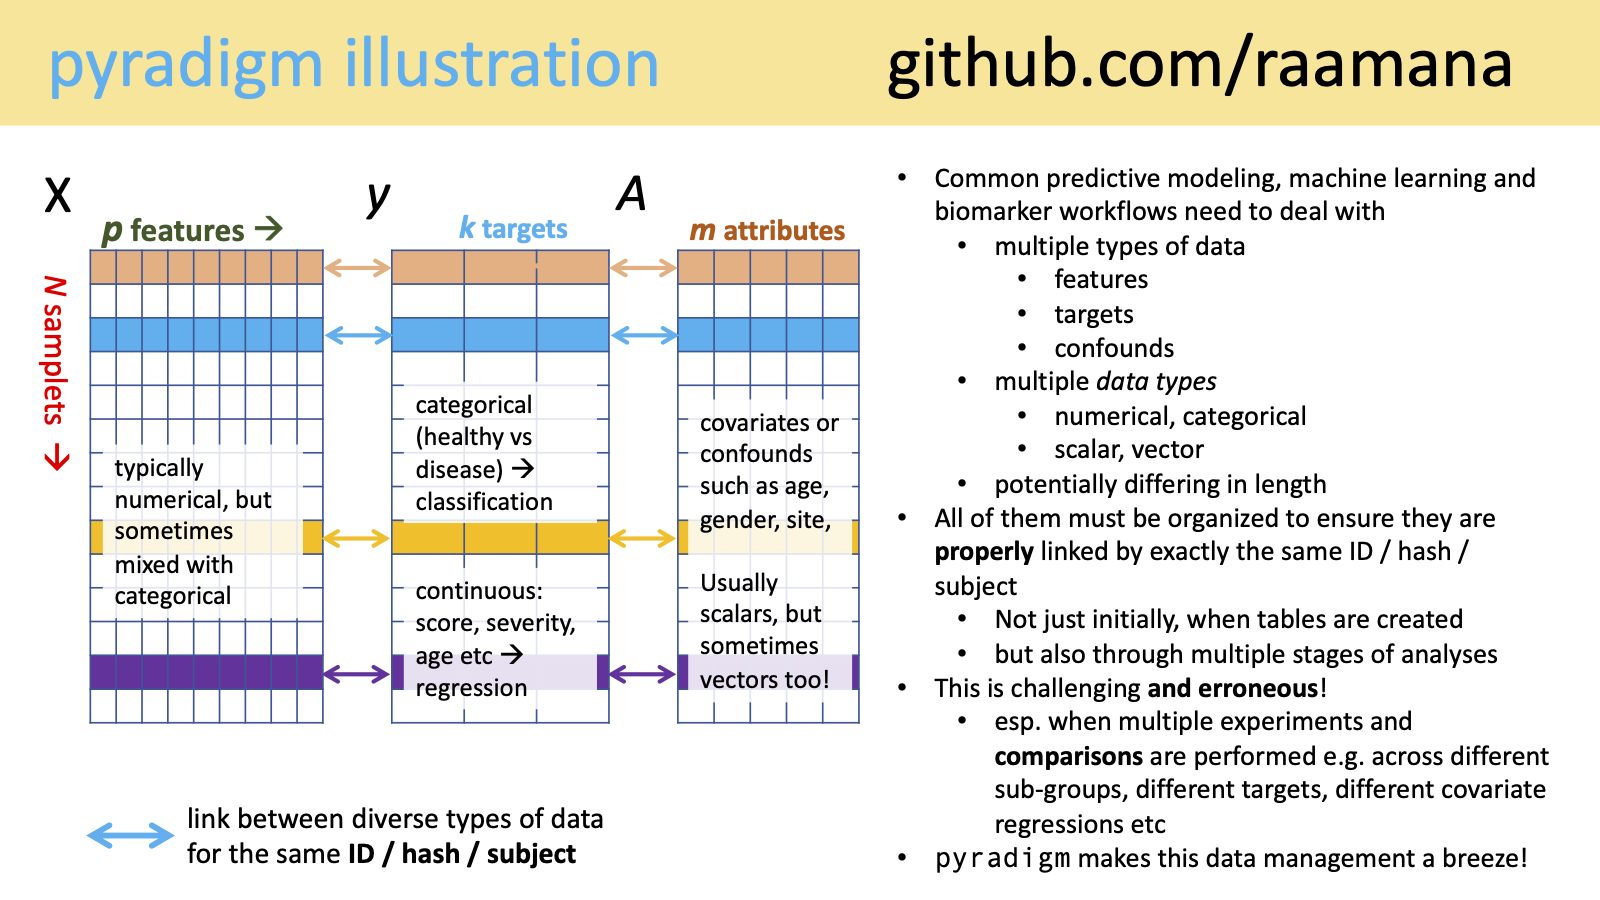 pyradigm illustration
github.com/raamana
X
p features →
N samplets →
typically
numerical, but
sometimes
mixed with
categorical
y
k targets
categorical
(healthy vs
disease) →
classification
continuous:
score, severity,
age etc →
regression
A
m attributes
covariates or
confounds
such as age,
gender, site,
Usually
scalars, but
sometimes
vectors too!
link between diverse types of data
for the same ID / hash / subject
• Common predictive modeling, machine learning and
biomarker workflows need to deal with
• multiple types of data
• features
• targets
• confounds
• multiple data types
• numerical, categorical
• scalar, vector
• potentially differing in length
• All of them must be organized to ensure they are
properly linked by exactly the same ID / hash /
subject
• Not just initially, when tables are created
• but also through multiple stages of analyses
• This is challenging and erroneous!
• esp. when multiple experiments and
comparisons are performed e.g. across different
sub-groups, different targets, different covariate
regressions etc
• pyradigm makes this data management a breeze!